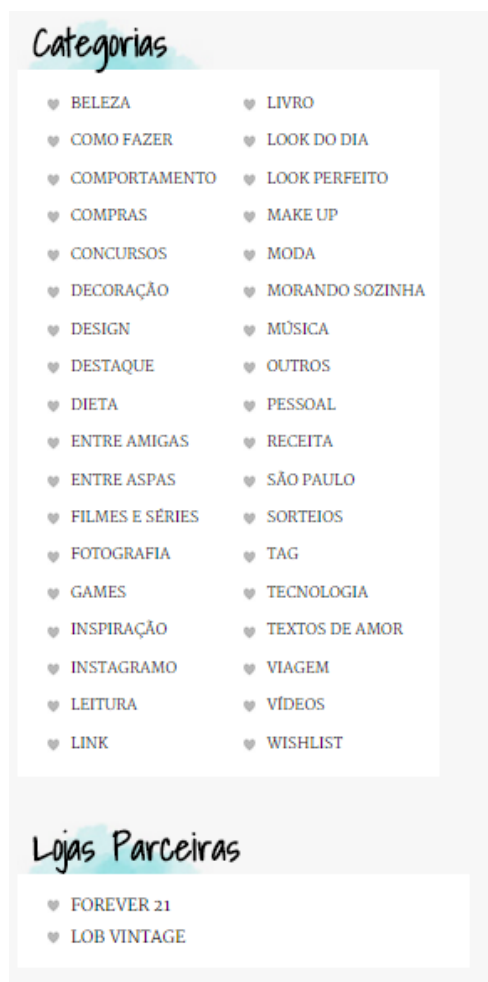 Categorias
BELEZA
COMO FAZER
COMPORTAMENTO
COMPRAS
CONCURSOS
DECORAÇÃO
DESIGN
DESTAQUE
DIETA
ENTRE AMIGAS
ENTRE ASPAS
FILMES E SÉRIES
FOTOGRAFIA
GAMES
INSPIRAÇÃO
INSTAGRAMO
LEITURA
LINK
LIVRO
LOOK DO DIA
LOOK PERFEITO
MAKE UP
MODA
MORANDO SOZINHA
MÚSICA
OUTROS
PESSOAL
RECEITA
SÃO PAULO
SORTEIOS
TAG
TECNOLOGIA
TEXTOS DE AMOR
VIAGEM
VÍDEOS
WISHLIST
Lojas Parceiras
FOREVER 21
LOB VINTAGE